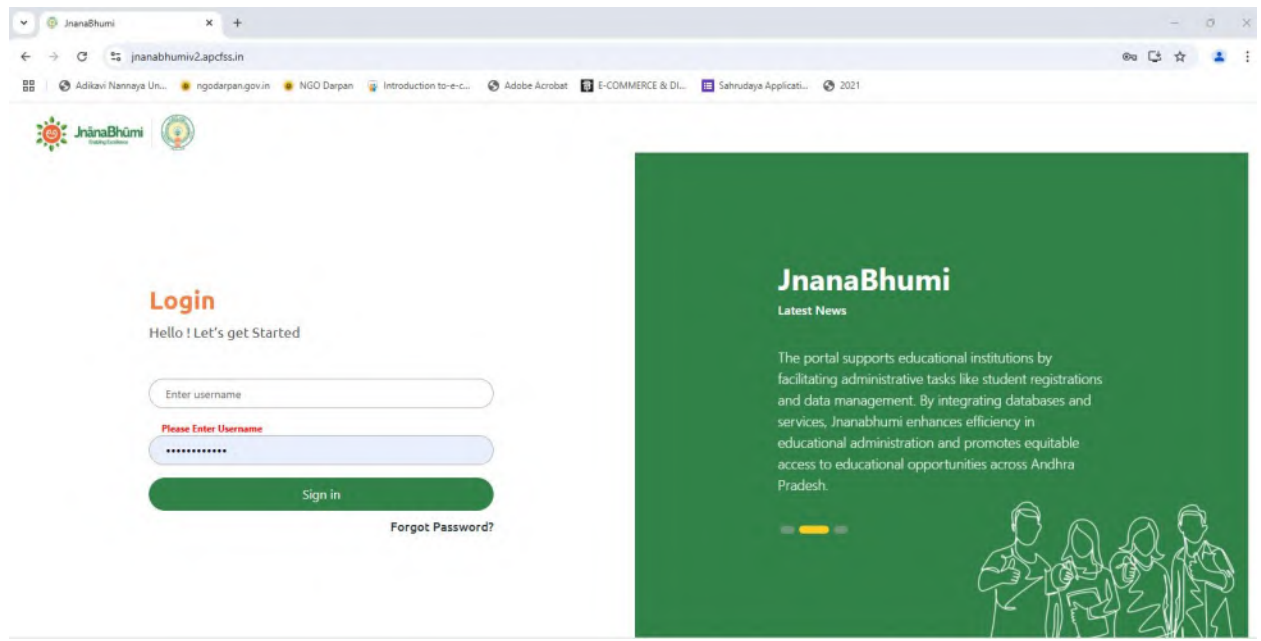 JnanaBhumi
jnanabhumiv2.apcfss.in
Adikavi Nannaya Un... ngodarpan.gov.in NGO Darpan Introduction to-e-c... Adobe Acrobat E-COMMERCE & DI... Sahrudaya Applicati... 2021
JñānaBhūmi
Login
Hello ! Let's get Started
Enter username
Please Enter Username
Sign in
Forgot Password?
JnanaBhumi
Latest News
The portal supports educational institutions by
facilitating administrative tasks like student registrations
and data management. By integrating databases and
services, Jnanabhumi enhances efficiency in
educational administration and promotes equitable
access to educational opportunities across Andhra
Pradesh.